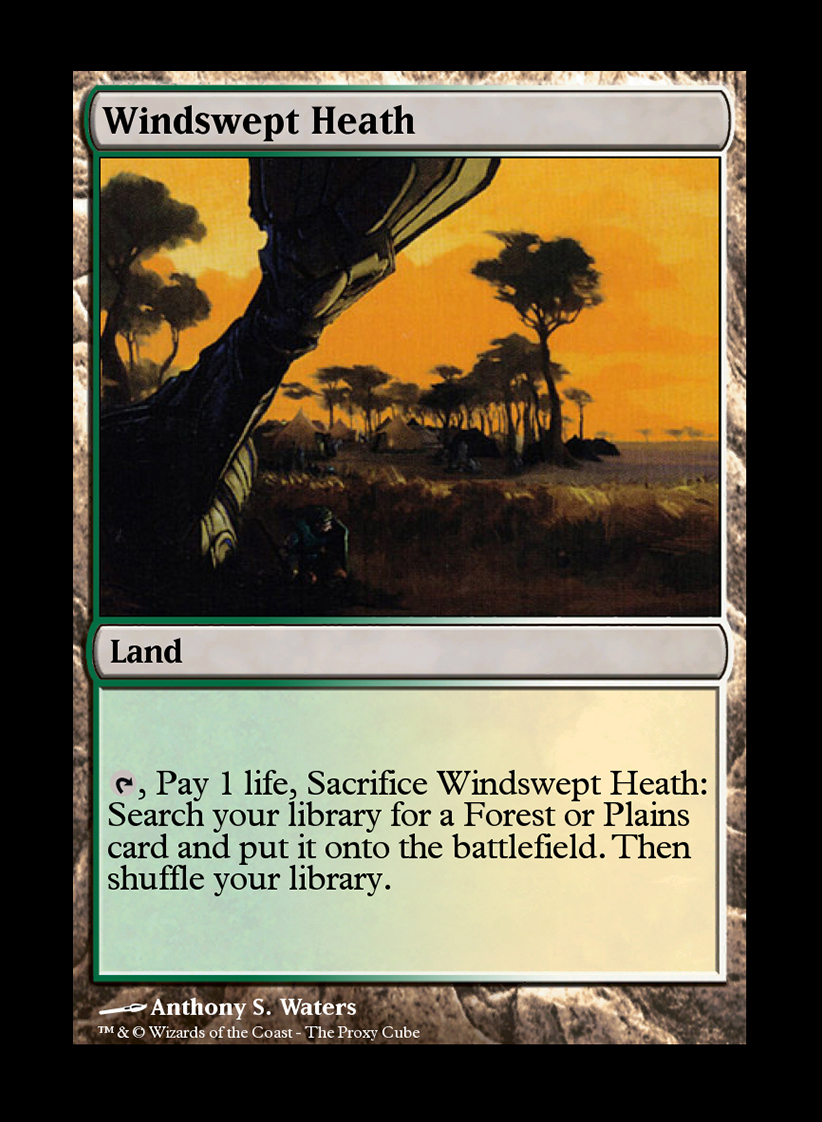 Windswept Heath
Land
, Pay 1 life, Sacrifice Windswept Heath:
Search your library for a Forest or Plains
card and put it onto the battlefield. Then
shuffle your library.
Anthony S. Waters
™ & © Wizards of the Coast - The Proxy Cube